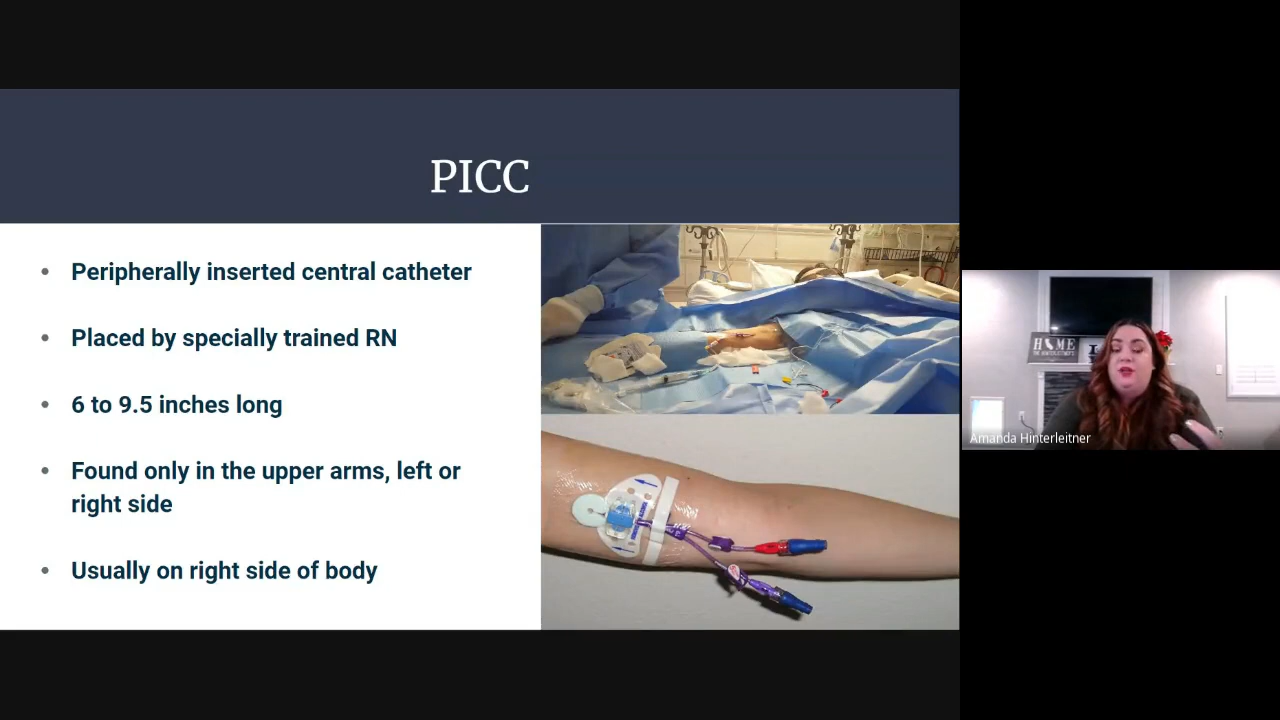 PICC
Peripherally inserted central catheter
Placed by specially trained RN
6 to 9.5 inches long
Found only in the upper arms, left or
right side
Usually on right side of body
HOME
Amanda Hinterleitner